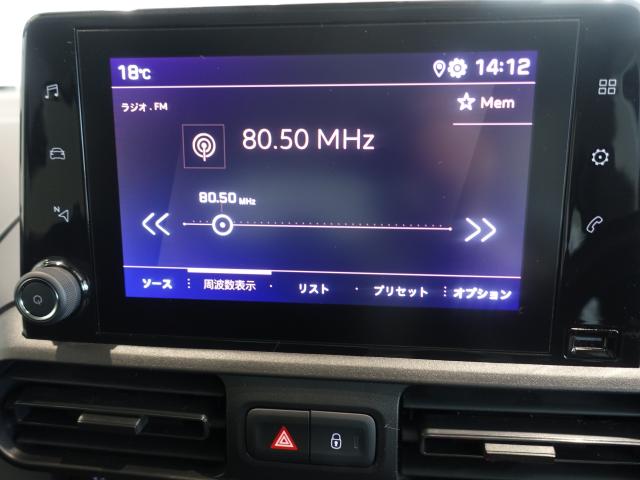 18℃
14:12
ラジオ.FM
Mem
80.50 MHz
80.50 MHz
N
ソース 周波数表示 リスト プリセット オプション